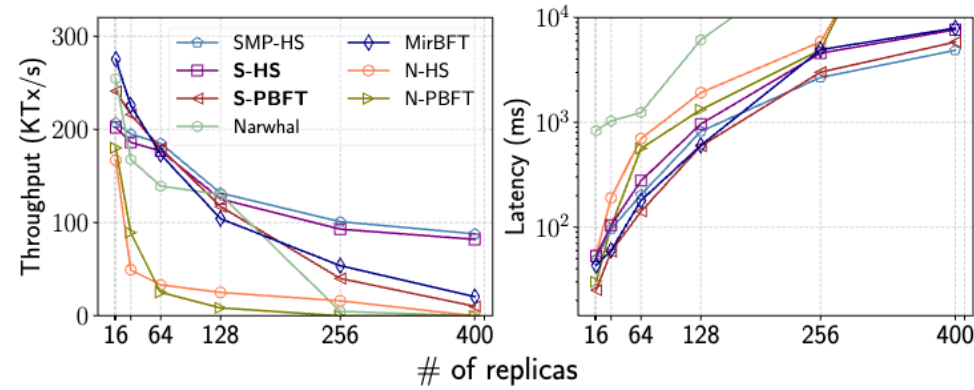 Throughput (KTx/s)
300
200
100
0
SMP-HS
S-HS
S-PBFT
Narwhal
MirBFT
N-HS
N-PBFT
16 64 128 256 400
Latency (ms)
10^4
10^3
10^2
16 64 128 256 400
# of replicas